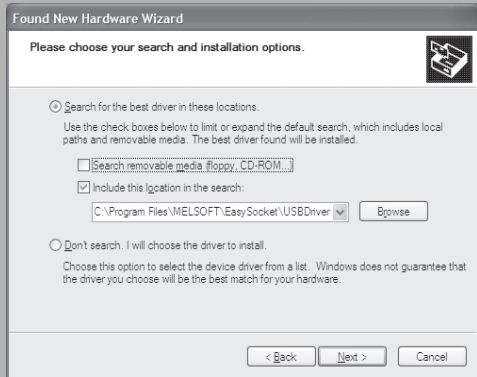 Found New Hardware Wizard
Please choose your search and installation options.
Search for the best driver in these locations.
Use the check boxes below to limit or expand the default search, which includes local
paths and removable media. The best driver found will be installed.
Search removable media (floppy, CD-ROM...)
Include this location in the search:
C:\Program Files\MELSOFT\EasySocket\USBDriver
Browse
Don't search. I will choose the driver to install.
Choose this option to select the device driver from a list. Windows does not guarantee that
the driver you choose will be the best match for your hardware.
< Back Next > Cancel